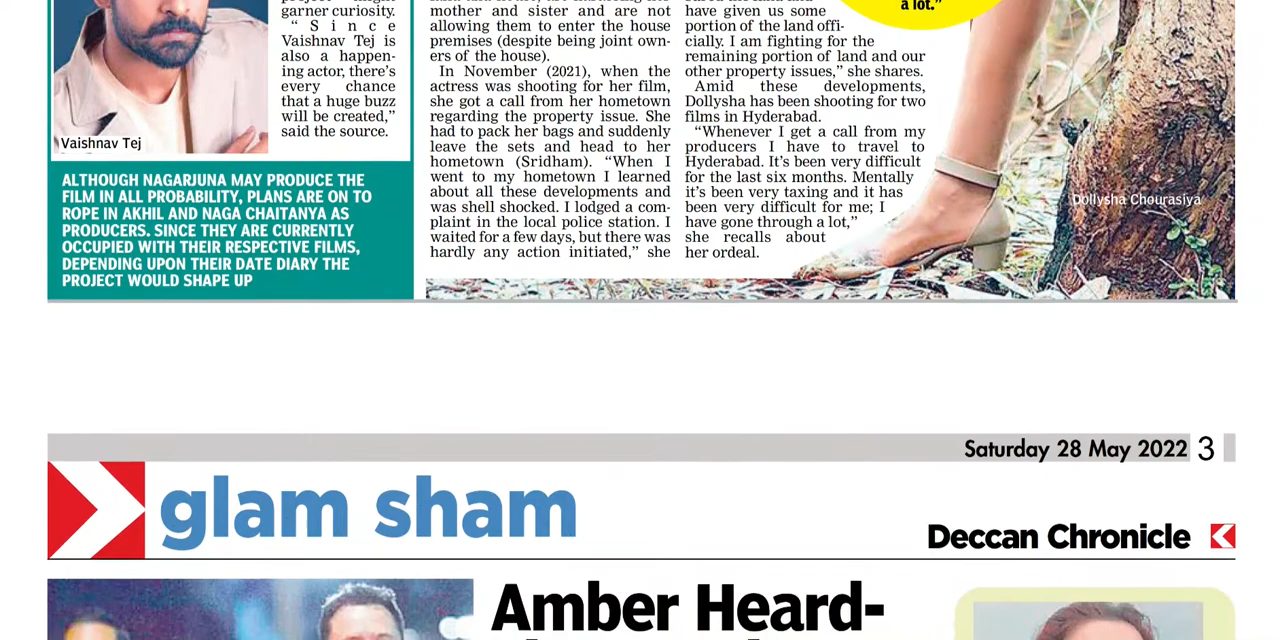 garner curiosity.
“ S i n c e
Vaishnav Tej is
also a happen-
ing actor, there’s
every chance
that a huge buzz
will be created,”
said the source.
Vaishnav Tej
ALTHOUGH NAGARJUNA MAY PRODUCE THE
FILM IN ALL PROBABILITY, PLANS ARE ON TO
ROPE IN AKHIL AND NAGA CHAITANYA AS
PRODUCERS. SINCE THEY ARE CURRENTLY
OCCUPIED WITH THEIR RESPECTIVE FILMS,
DEPENDING UPON THEIR DATE DIARY THE
PROJECT WOULD SHAPE UP
mother and sister and are not
allowing them to enter the house
premises (despite being joint own-
ers of the house).
In November (2021), when the
actress was shooting for her film,
she got a call from her hometown
regarding the property issue. She
had to pack her bags and suddenly
leave the sets and head to her
hometown (Sridham). “When I
went to my hometown I learned
about all these developments and
was shell shocked. I lodged a com-
plaint in the local police station. I
waited for a few days, but there was
hardly any action initiated,” she
have given us some
portion of the land offi-
cially. I am fighting for the
remaining portion of land and our
other property issues,” she shares.
Amid these developments,
Dollysha has been shooting for two
films in Hyderabad.
“Whenever I get a call from my
producers I have to travel to
Hyderabad. It’s been very difficult
for the last six months. Mentally
it’s been very taxing and it has
been very difficult for me; I
have gone through a lot,”
she recalls about
her ordeal.
a lot.”
Dollysha Chourasiya
Saturday 28 May 2022 3
glam sham
Deccan Chronicle
Amber Heard-